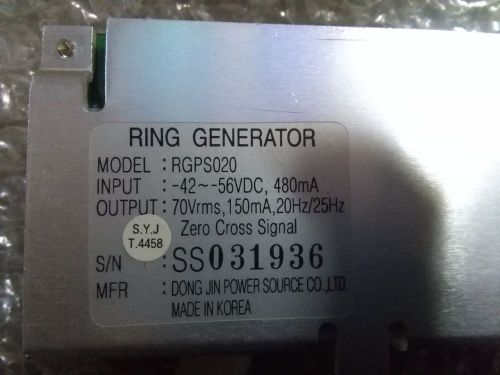 RING GENERATOR
MODEL : RGPS020
INPUT : -42~-56VDC, 480mA
OUTPUT: 70Vrms,150mA,20Hz/25Hz
Zero Cross Signal
S.Y.J
T.4458
S/N : SS031936
MFR : DONG JIN POWER SOURCE CO.,LTD.
MADE IN KOREA